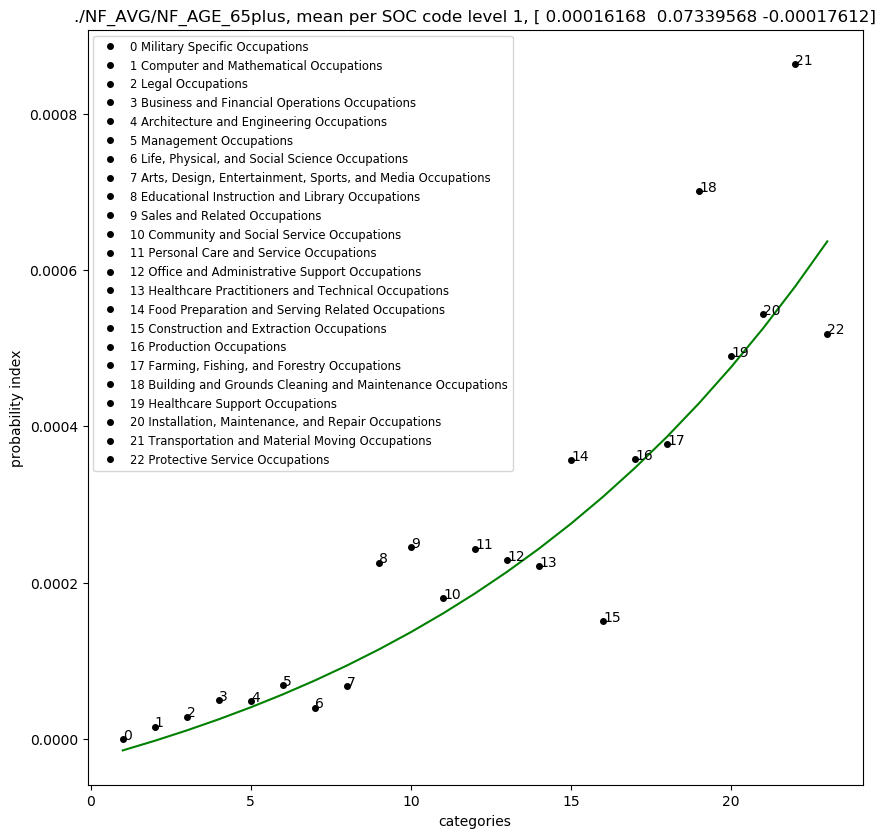 ./NF_AVG/NF_AGE_65plus, mean per SOC code level 1, [ 0.00016168  0.07339568 -0.00017612]
0 Military Specific Occupations
1 Computer and Mathematical Occupations
2 Legal Occupations
3 Business and Financial Operations Occupations
4 Architecture and Engineering Occupations
5 Management Occupations
6 Life, Physical, and Social Science Occupations
7 Arts, Design, Entertainment, Sports, and Media Occupations
8 Educational Instruction and Library Occupations
9 Sales and Related Occupations
10 Community and Social Service Occupations
11 Personal Care and Service Occupations
12 Office and Administrative Support Occupations
13 Healthcare Practitioners and Technical Occupations
14 Food Preparation and Serving Related Occupations
15 Construction and Extraction Occupations
16 Production Occupations
17 Farming, Fishing, and Forestry Occupations
18 Building and Grounds Cleaning and Maintenance Occupations
19 Healthcare Support Occupations
20 Installation, Maintenance, and Repair Occupations
21 Transportation and Material Moving Occupations
22 Protective Service Occupations
probability index
0.0008
0.0006
0.0004
0.0002
0.0000
0
1
2
3
4
5
6
7
8
9
10
11
12
13
14
15
16
17
18
19
20
21
22
0
5
10
15
20
categories